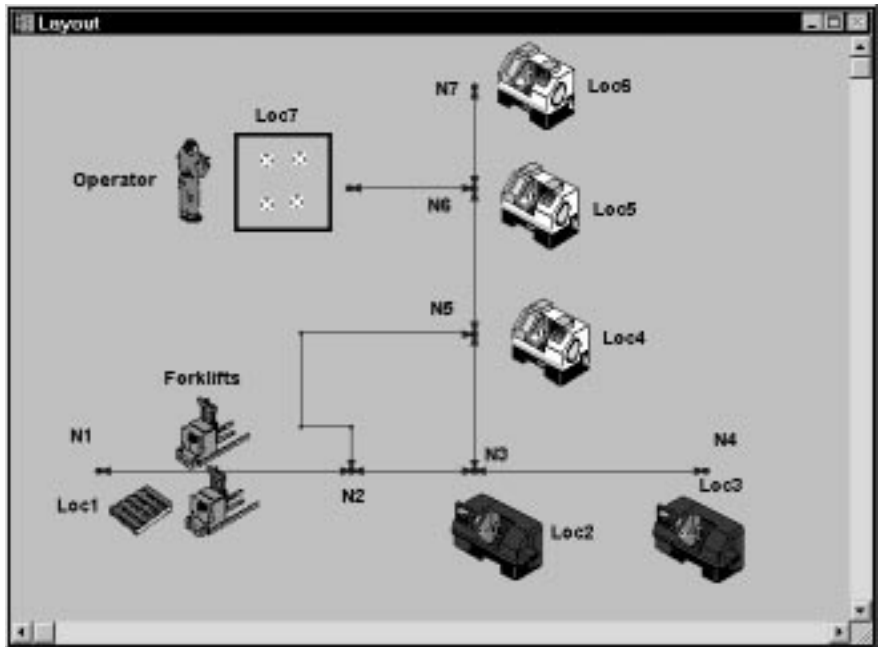 Layout
N7
Loc6
Loc7
Operator
N6
Loc5
N5
Loc4
Forklifts
N1
N3
N4
Loc1
N2
Loc3
Loc2